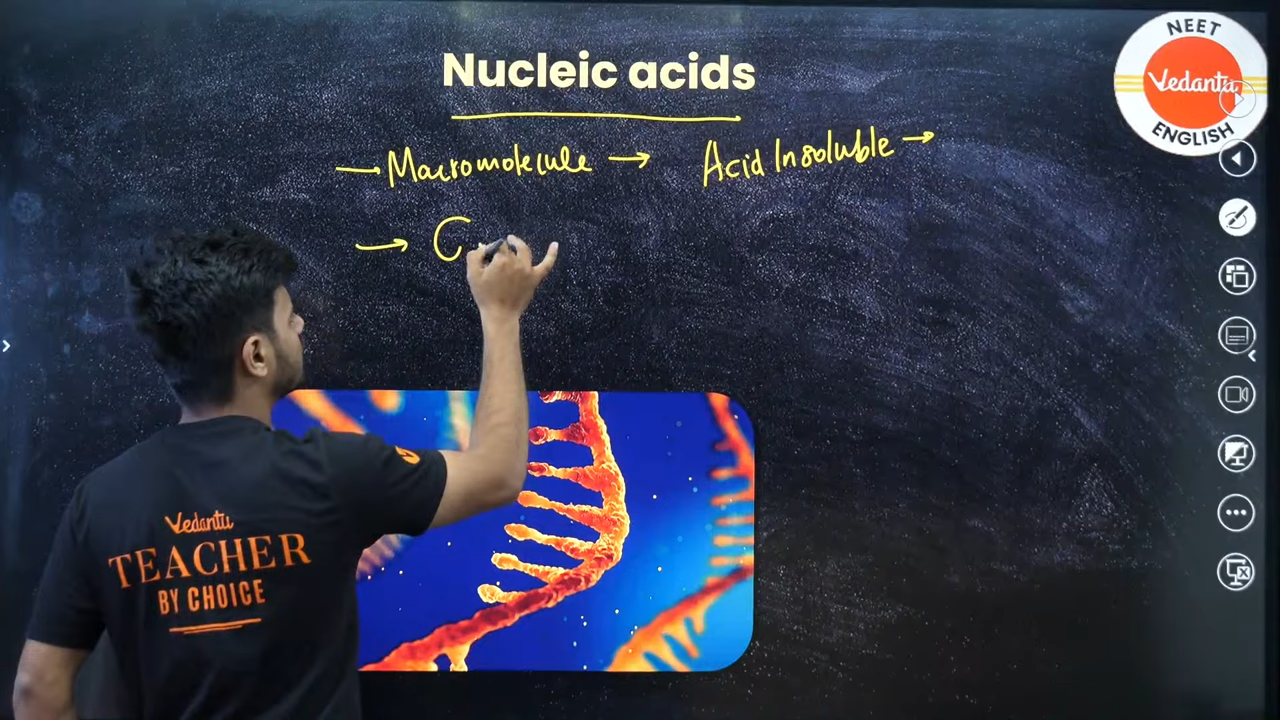 Nucleic acids
NEET
Vedantu
ENGLISH
— Macromolecule → Acid Insoluble →
→ C
Vedantu
TEACHER
BY CHOICE